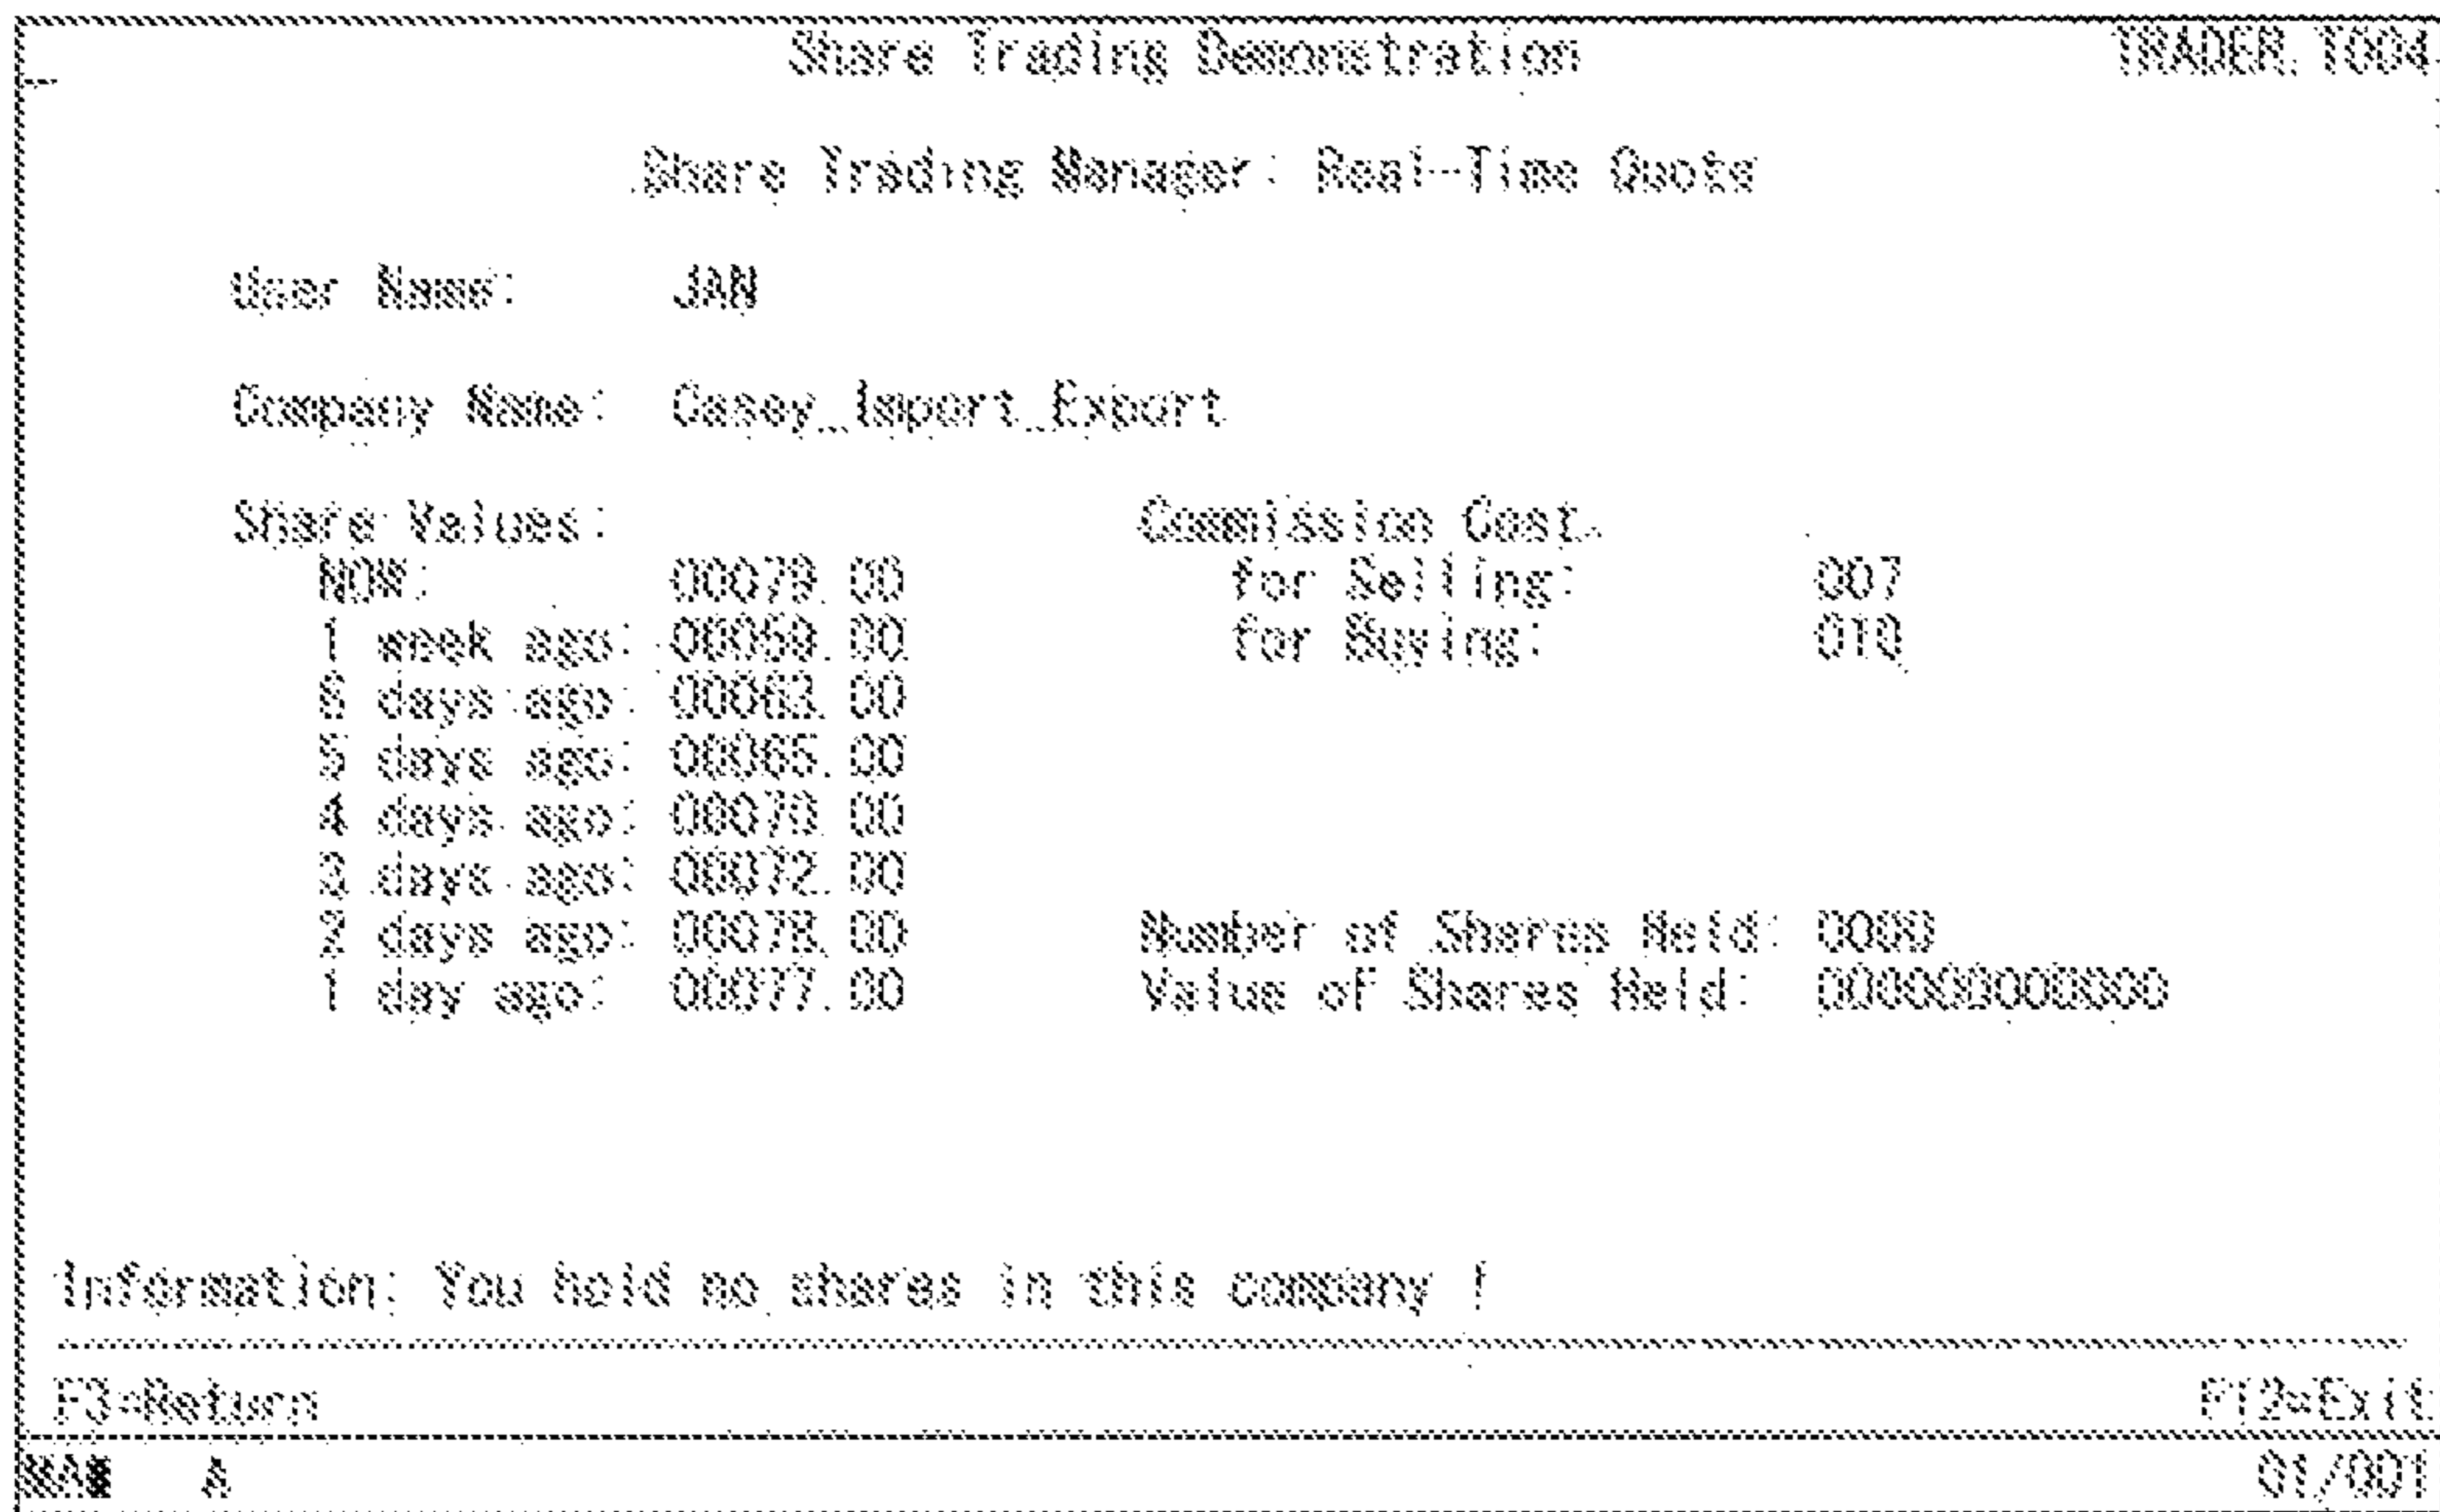 Share Trading Demonstration TRADER.T004
Share Trading Manager: Real-Time Quote
User Name: JAN
Company Name: Casey_Import_Export
Share Values: Commission Cost.
NOW: 00079.00 for Selling: 007
1 week ago: 00059.00 for Buying: 010
6 days ago: 00063.00
5 days ago: 00065.00
4 days ago: 00070.00
3 days ago: 00072.00
2 days ago: 00078.00 Number of Shares Held: 0000
1 day ago: 00077.00 Value of Shares Held: 000000000000
Information: You hold no shares in this company !
F3=Return F12=Exit
A 01/001